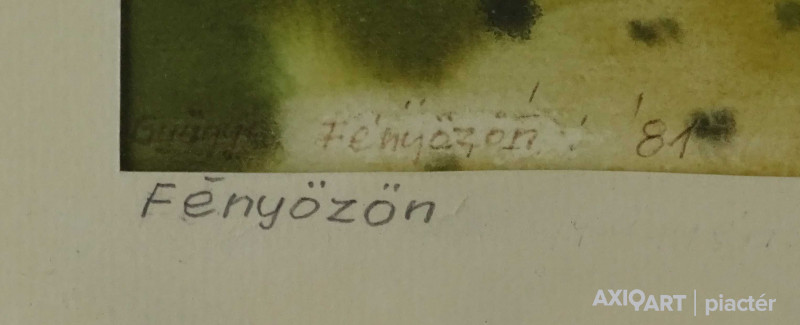 Fényözön '81
Fényözön
AXIOART | piactér